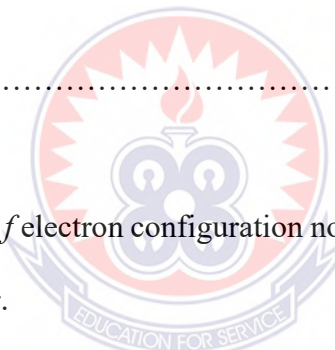 ....................................
f electron configuration no
.
EDUCATION FOR SERVICE